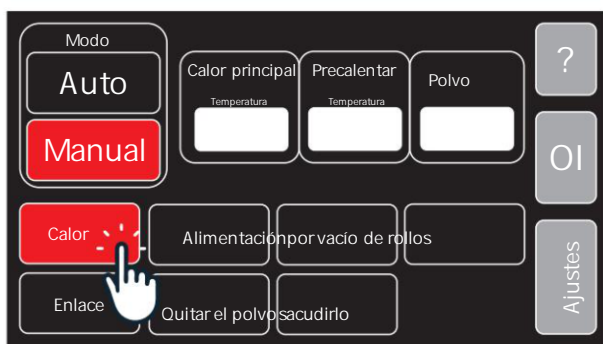 Modo
Auto
Manual
Calor principal
Temperatura
Precalentar
Temperatura
Polvo
?
OI
Calor
Alimentaciónpor vacío de rollos
Ajustes
Enlace
Quitar el polvo sacudirlo